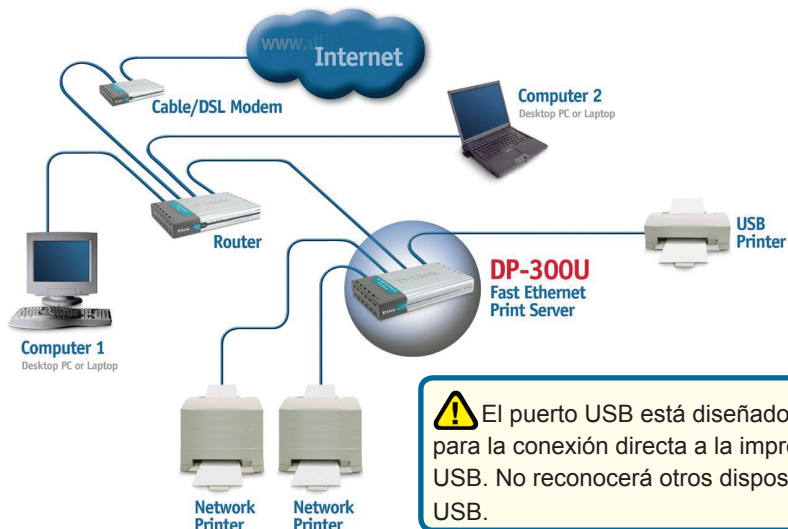 www.dli
Internet
Cable/DSL Modem
Computer 2
Desktop PC or Laptop
Router
USB
Printer
DP-300U
Fast Ethernet
Print Server
Computer 1
Desktop PC or Laptop
El puerto USB está diseñado
para la conexión directa a la impre
USB. No reconocerá otros dispos
USB.
Network
Printer
Network
Printer